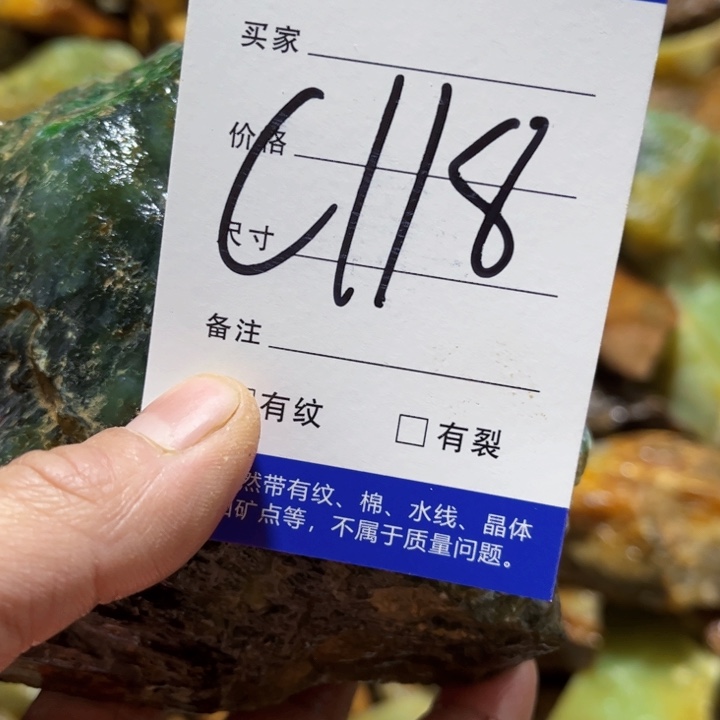 买家
价格
C118
尺寸
备注
有纹 有裂
然带有纹、棉、水线、晶体
矿点等，不属于质量问题。